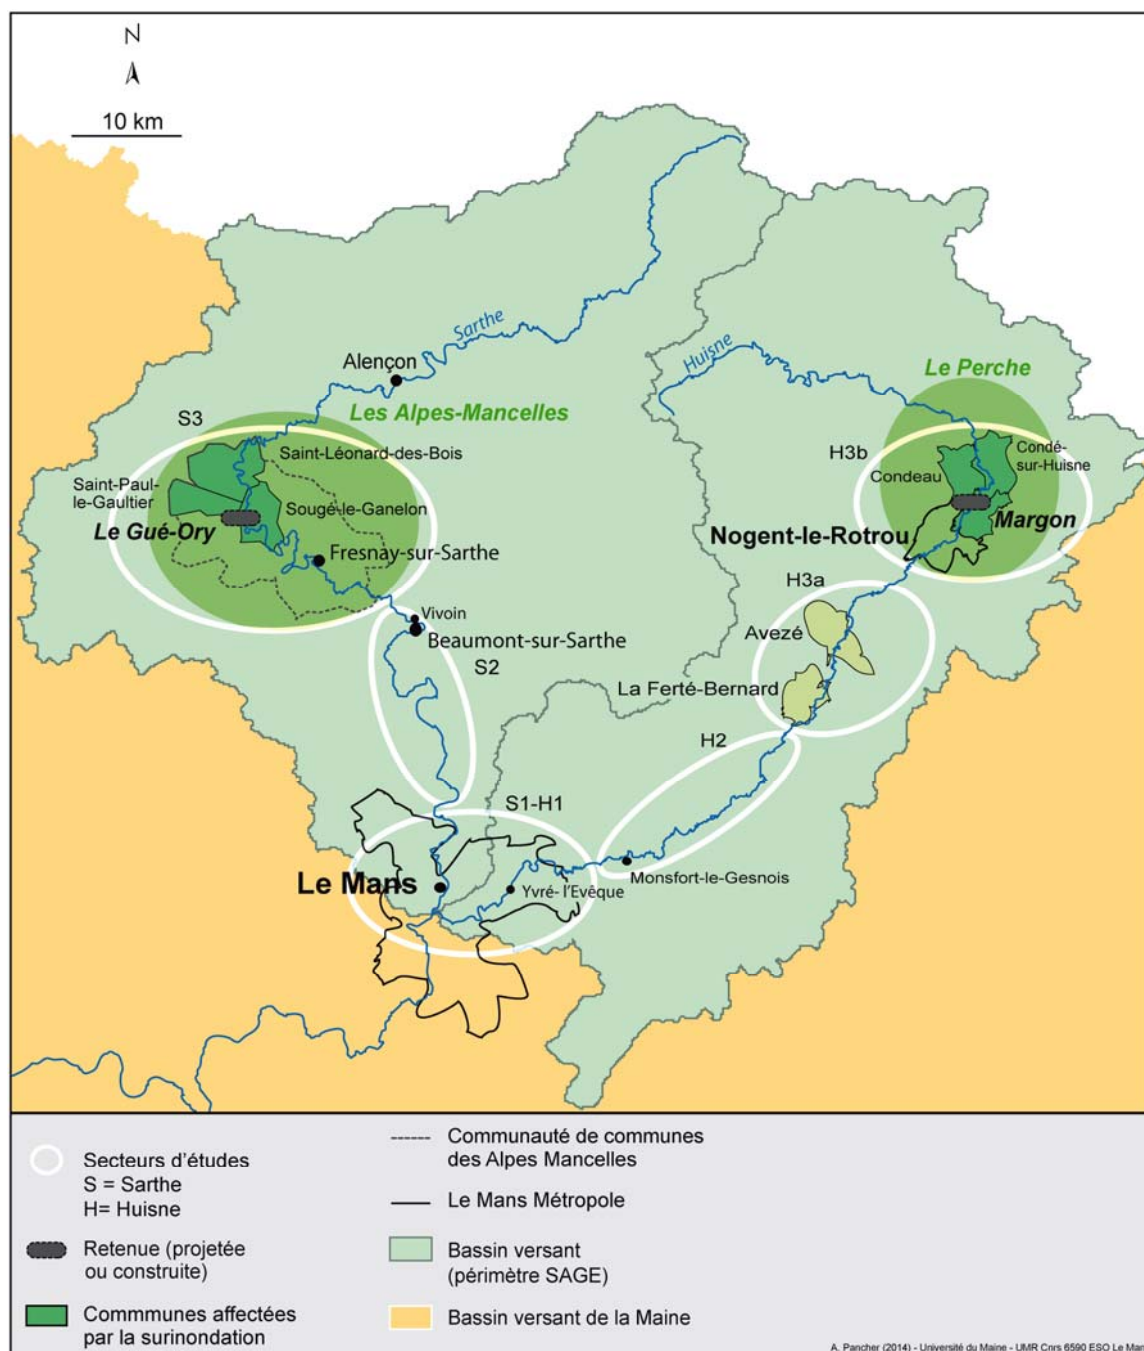 N
10 km
Sarthe
Huisne
Alençon
Le Perche
Les Alpes-Mancelles
S3
H3b
Saint-Léonard-des-Bois
Condé-
sur-Huisne
Condeau
Saint-Paul-
le-Gaultier
Sougé-le-Ganelon
Le Gué-Ory
Margon
Nogent-le-Rotrou
Fresnay-sur-Sarthe
H3a
Vivoin
Beaumont-sur-Sarthe
Avezé
S2
La Ferté-Bernard
H2
S1-H1
Le Mans
Yvré- l'Evêque
Monsfort-le-Gesnois
Secteurs d'études
S = Sarthe
H= Huisne
Retenue (projetée
ou construite)
Commmunes affectées
par la surinondation
Communauté de communes
des Alpes Mancelles
Le Mans Métropole
Bassin versant
(périmètre SAGE)
Bassin versant de la Maine
A. Pancher (2014) - Université du Maine - UMR Cnrs 6590 ESO Le Man